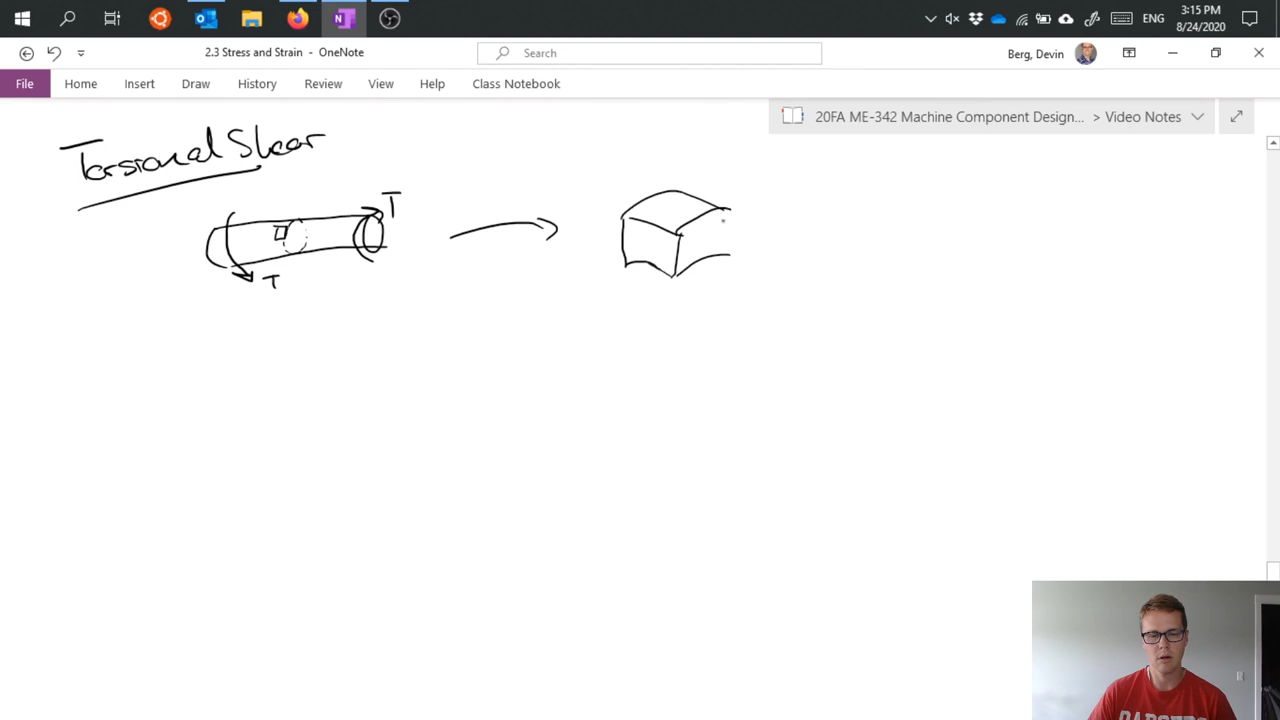 3:15 PM
ENG
8/24/2020
2.3 Stress and Strain - OneNote
Search
Berg, Devin
File Home Insert Draw History Review View Help Class Notebook
20FA ME-342 Machine Component Design... > Video Notes
Torsional Shear
T
T